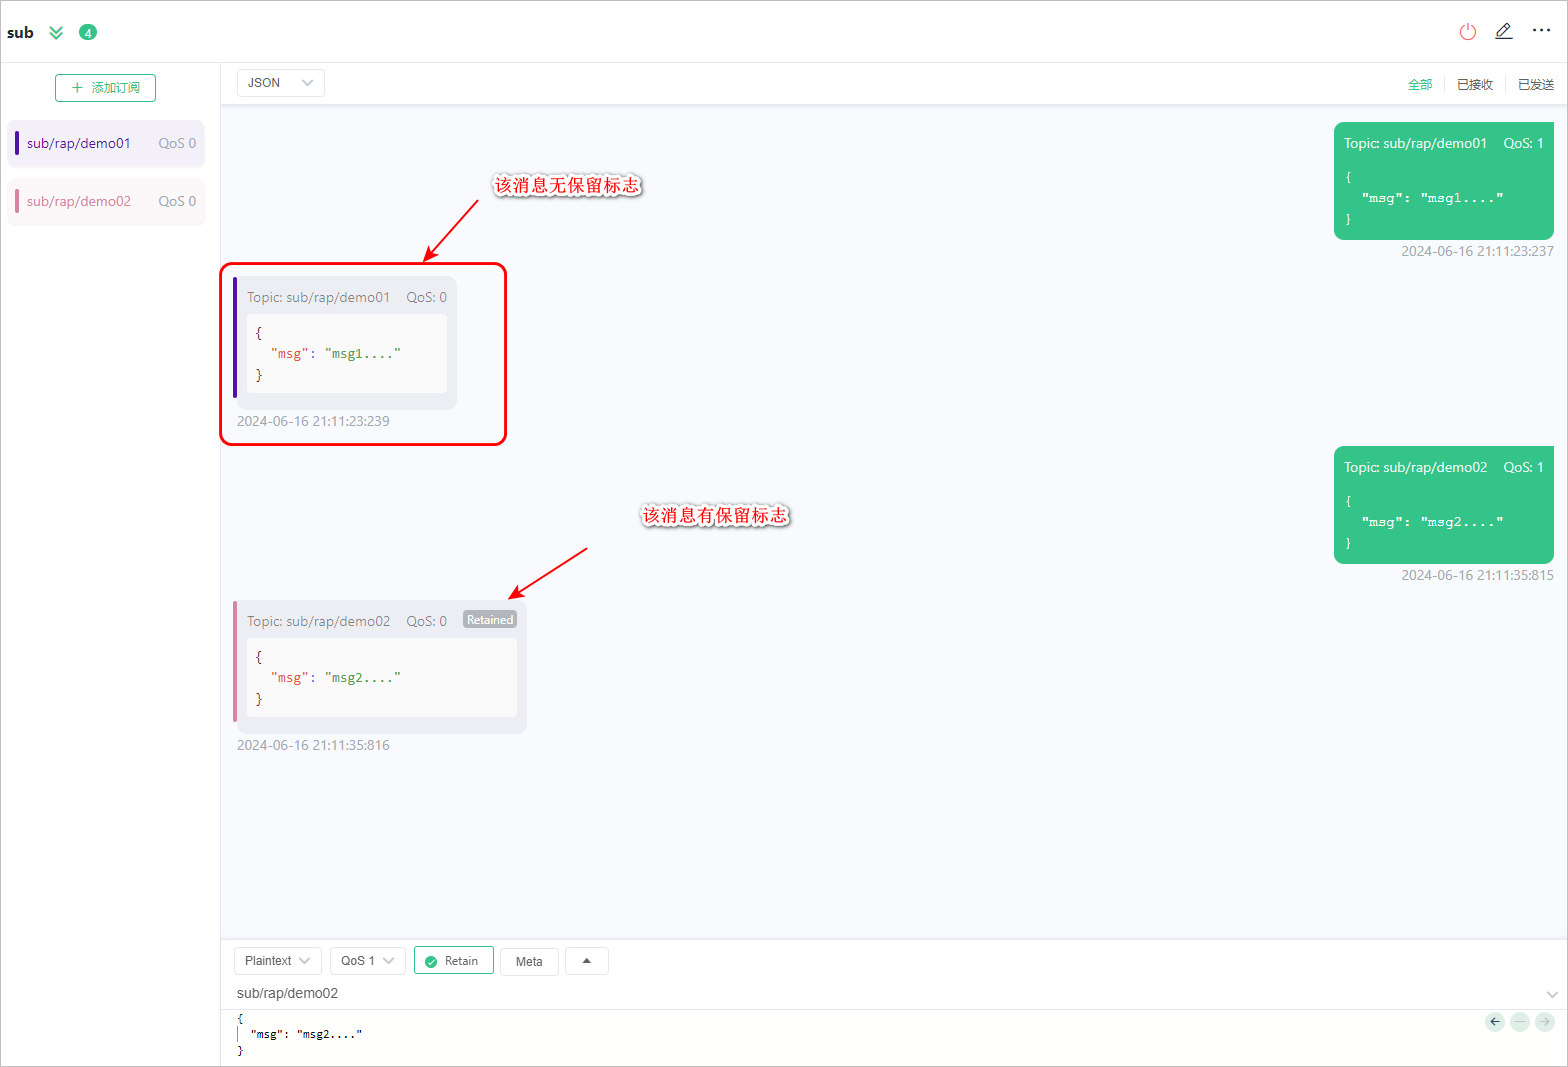 sub 4
添加订阅
JSON
全部 已接收 已发送
sub/rap/demo01 QoS 0
sub/rap/demo02 QoS 0
Topic: sub/rap/demo01 QoS: 1
{
"msg": "msg1...."
}
2024-06-16 21:11:23:237
该消息无保留标志
Topic: sub/rap/demo01 QoS: 0
{
"msg": "msg1...."
}
2024-06-16 21:11:23:239
Topic: sub/rap/demo02 QoS: 1
{
"msg": "msg2...."
}
2024-06-16 21:11:35:815
该消息有保留标志
Topic: sub/rap/demo02 QoS: 0 Retained
{
"msg": "msg2...."
}
2024-06-16 21:11:35:816
Plaintext QoS 1 Retain Meta
sub/rap/demo02
{
"msg": "msg2...."
}